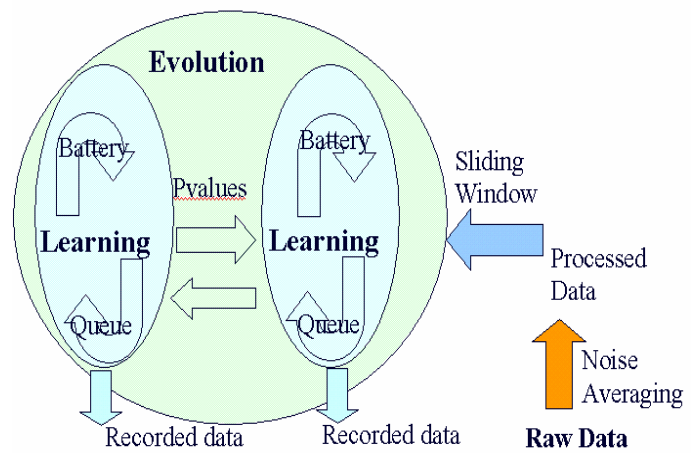 Evolution
Battery
Battery
Pvalues
Sliding
Window
Learning
Learning
Processed
Data
Queue
Queue
Noise
Averaging
Recorded data
Recorded data
Raw Data